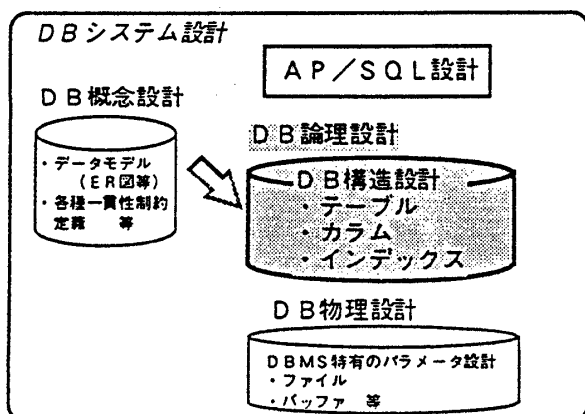 DBシステム設計
AP/SQL設計
DB概念設計
・データモデル
(ER図等)
・各種一貫性制約
定義 等
DB論理設計
DB構造設計
・テーブル
・カラム
・インデックス
DB物理設計
DBMS特有のパラメータ設計
・ファイル
・バッファ 等